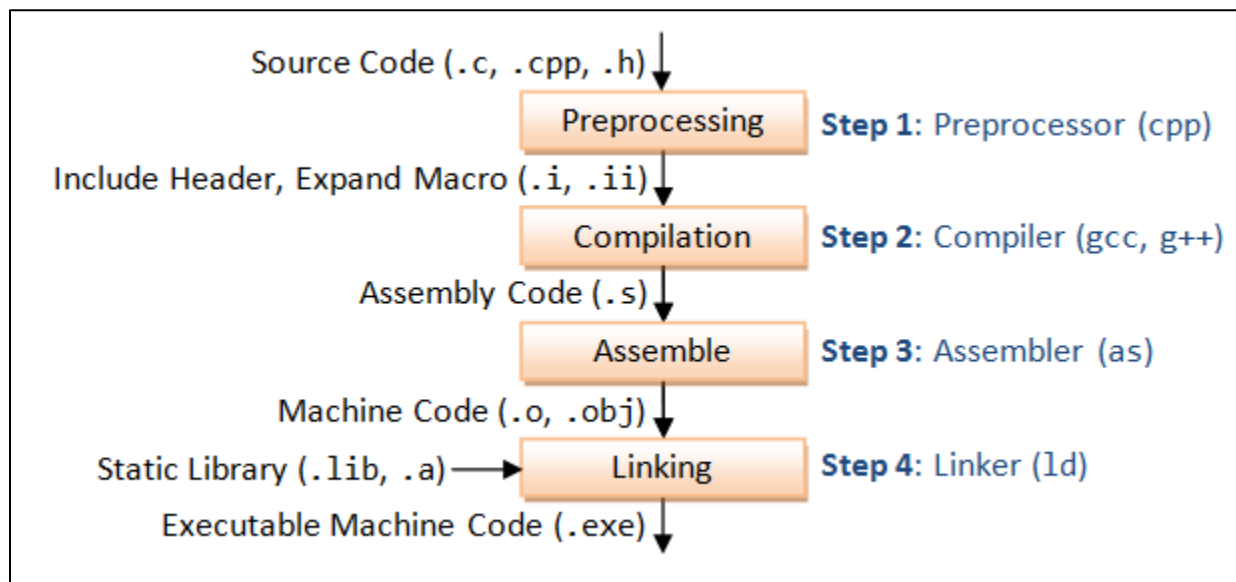 Source Code (.c, .cpp, .h)
Preprocessing
Step 1: Preprocessor (cpp)
Include Header, Expand Macro (.i, .ii)
Compilation
Step 2: Compiler (gcc, g++)
Assembly Code (.s)
Assemble
Step 3: Assembler (as)
Machine Code (.o, .obj)
Static Library (.lib, .a)
Linking
Step 4: Linker (ld)
Executable Machine Code (.exe)